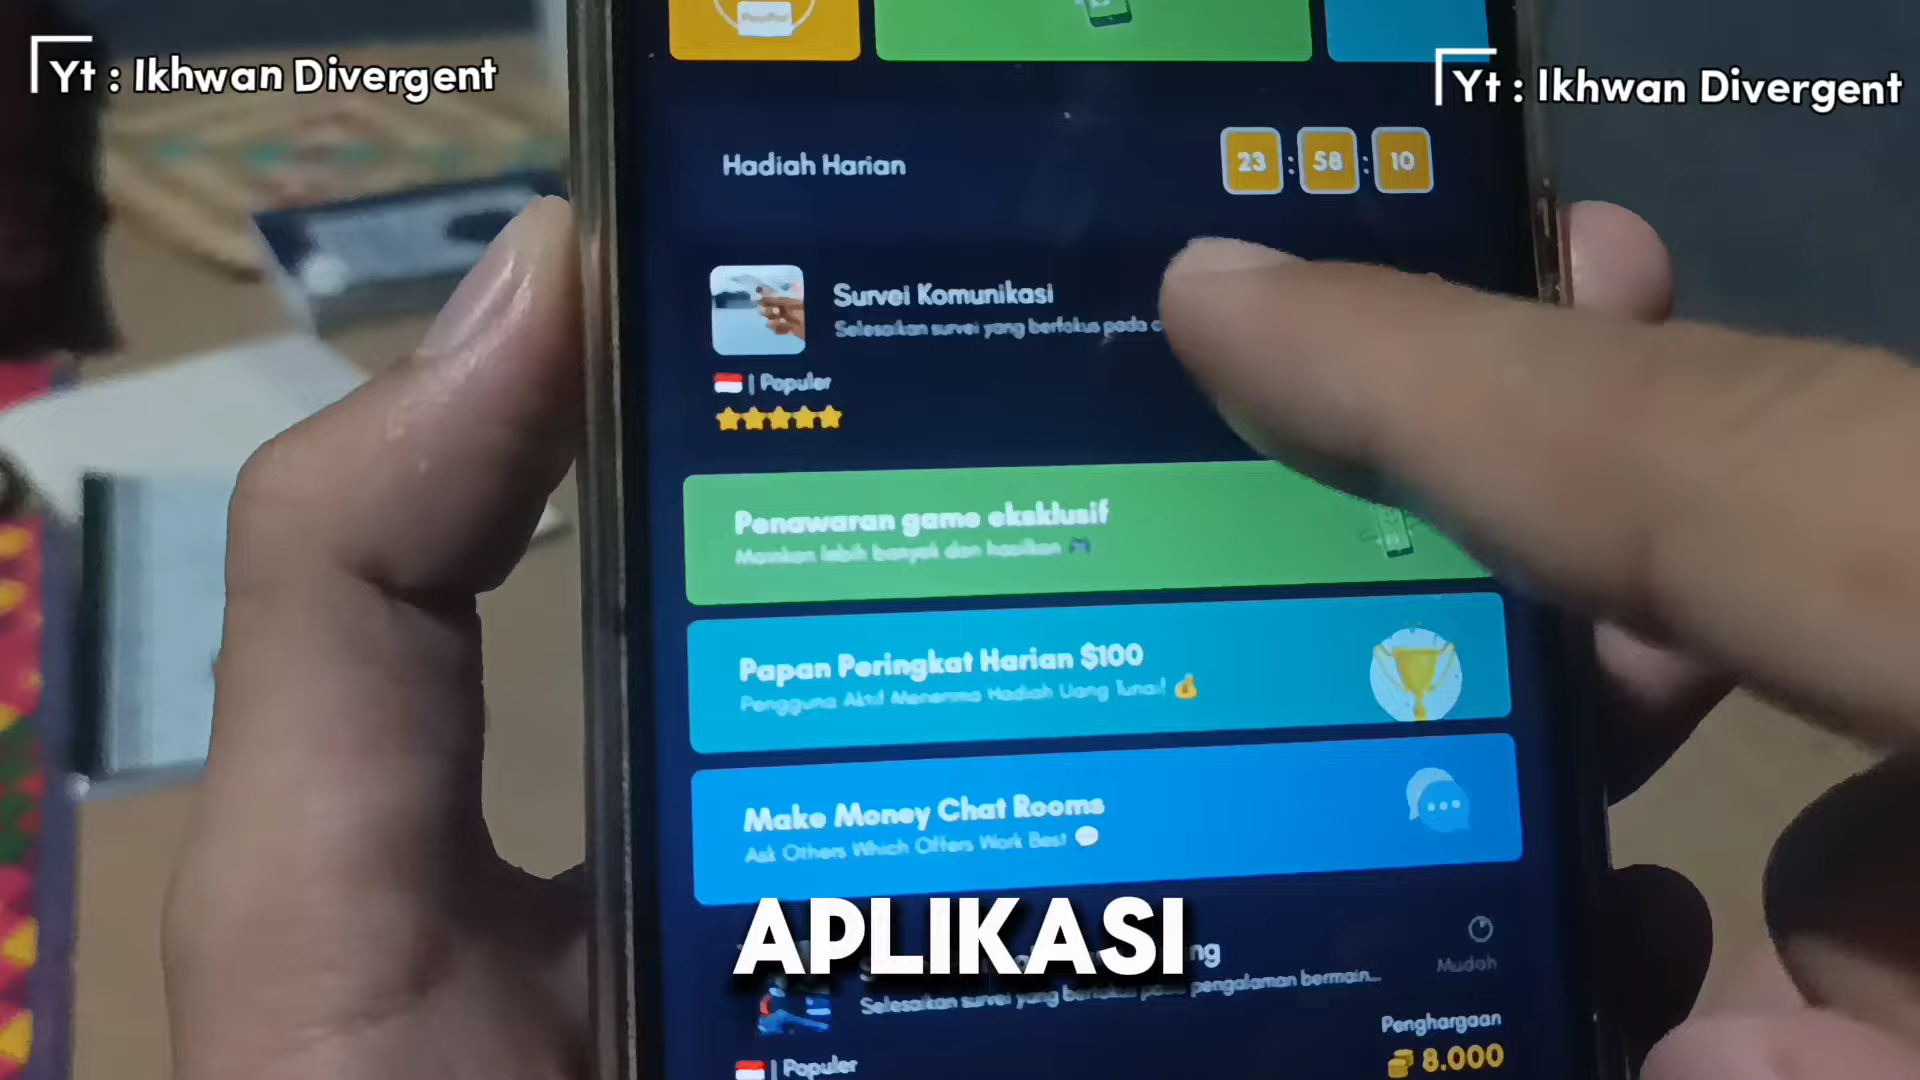 Yt : Ikhwan Divergent
Yt : Ikhwan Divergent
PayPal
Hadiah Harian
23 : 58 : 10
Survei Komunikasi
Selesaikan survei yang berfokus pada
| Populer
Penawaran game eksklusif
Mainkan lebih banyak dan hasilkan
Papan Peringkat Harian $100
Pengguna Aktif Menerima Hadiah Uang Tunai!
Make Money Chat Rooms
Ask Others Which Offers Work Best
APLIKASI
Mudah
Selesaikan survei yang berfokus pada pengalaman bermain...
Penghargaan
| Populer
8.000